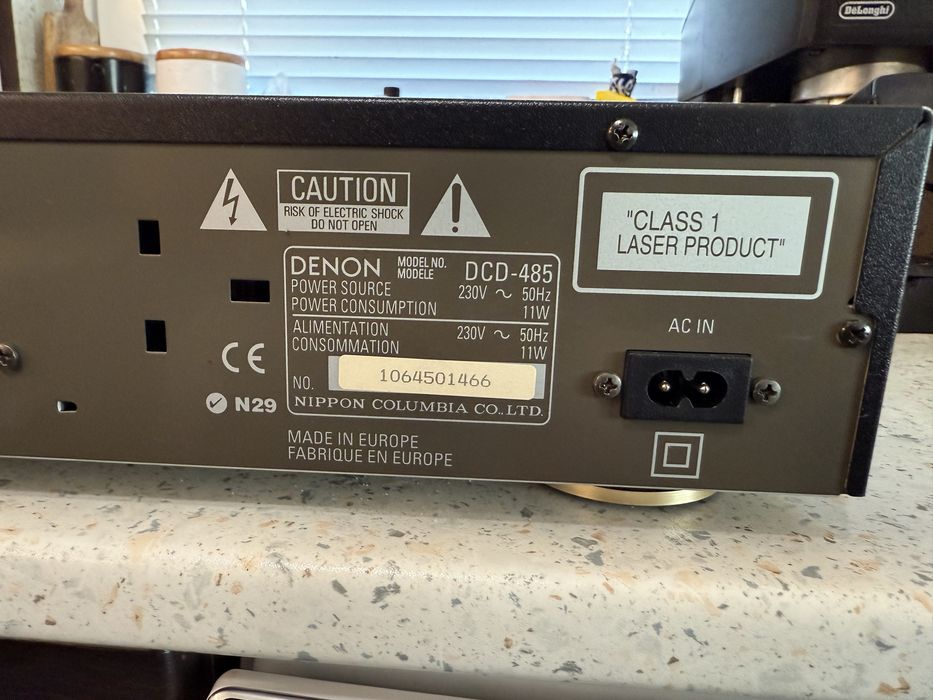 DeLonghi
CAUTION
RISK OF ELECTRIC SHOCK
DO NOT OPEN
"CLASS 1
LASER PRODUCT"
DENON MODEL NO. MODELE DCD-485
POWER SOURCE 230V ~ 50Hz
POWER CONSUMPTION 11W
ALIMENTATION 230V ~ 50Hz
CONSOMMATION 11W
NO. 1064501466
NIPPON COLUMBIA CO., LTD.
CE
N29
MADE IN EUROPE
FABRIQUE EN EUROPE
AC IN